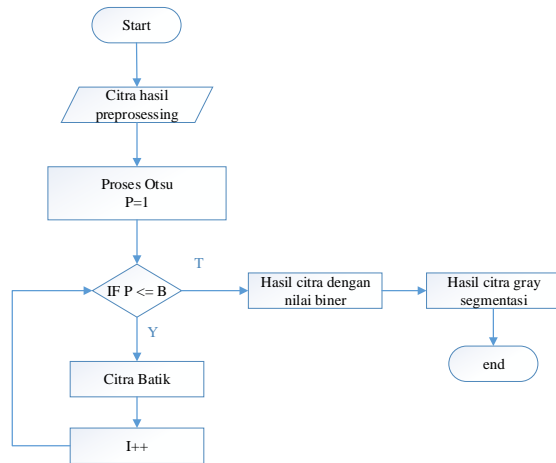 Start
Citra hasil
preprosessing
Proses Otsu
P=1
IF P <= B
T
Hasil citra dengan
nilai biner
Hasil citra gray
segmentasi
end
Y
Citra Batik
I++